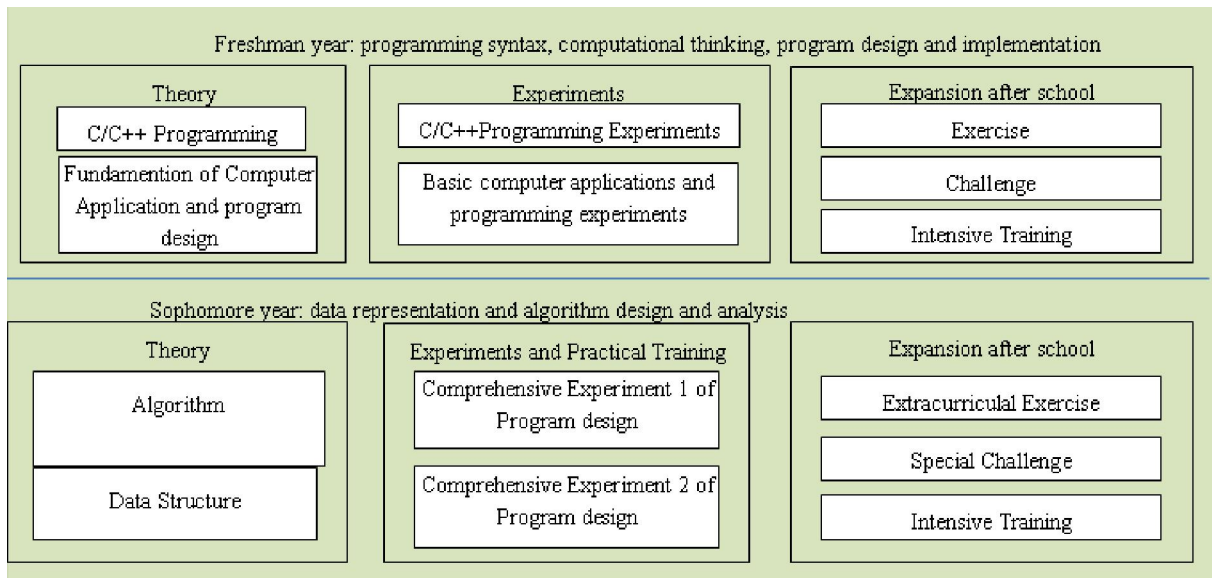 Freshman year: programming syntax, computational thinking, program design and implementation
Theory
C/C++ Programming
Fundamention of Computer
Application and program
design
Experiments
C/C++Programming Experiments
Basic computer applications and
programming experiments
Expansion after school
Exercise
Challenge
Intensive Training
Sophomore year: data representation and algorithm design and analysis
Theory
Algorithm
Data Structure
Experiments and Practical Training
Comprehensive Experiment 1 of
Program design
Comprehensive Experiment 2 of
Program design
Expansion after school
Extracurriculal Exercise
Special Challenge
Intensive Training